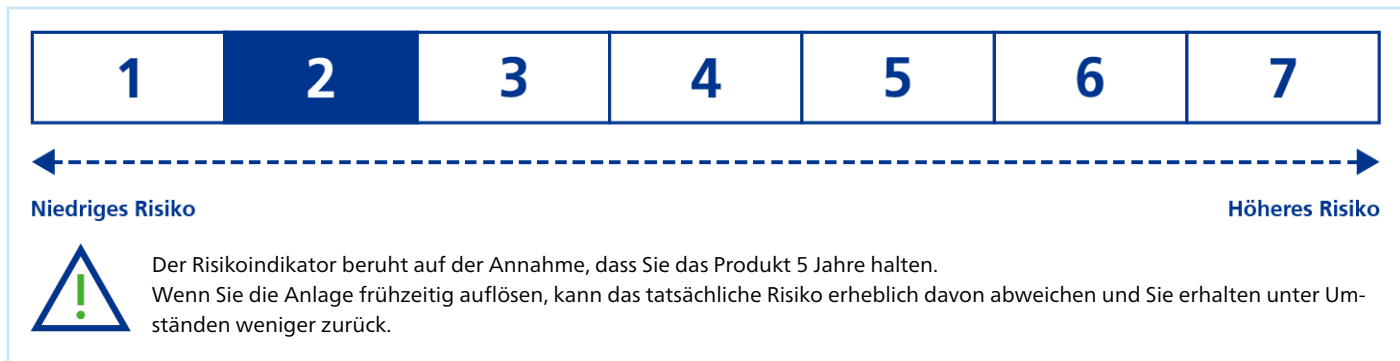 1 2 3 4 5 6 7
Niedriges Risiko Höheres Risiko
Der Risikoindikator beruht auf der Annahme, dass Sie das Produkt 5 Jahre halten.
Wenn Sie die Anlage frühzeitig auflösen, kann das tatsächliche Risiko erheblich davon abweichen und Sie erhalten unter Um-
ständen weniger zurück.